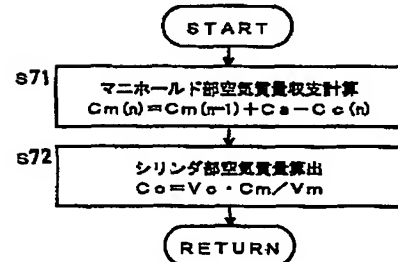 START
S71
マニホールド部空気質量収支計算
Cm(n)=Cm(n-1)+Ca-Cc(n)
S72
シリンダ部空気質量算出
Cc=Vc・Cm/Vm
RETURN